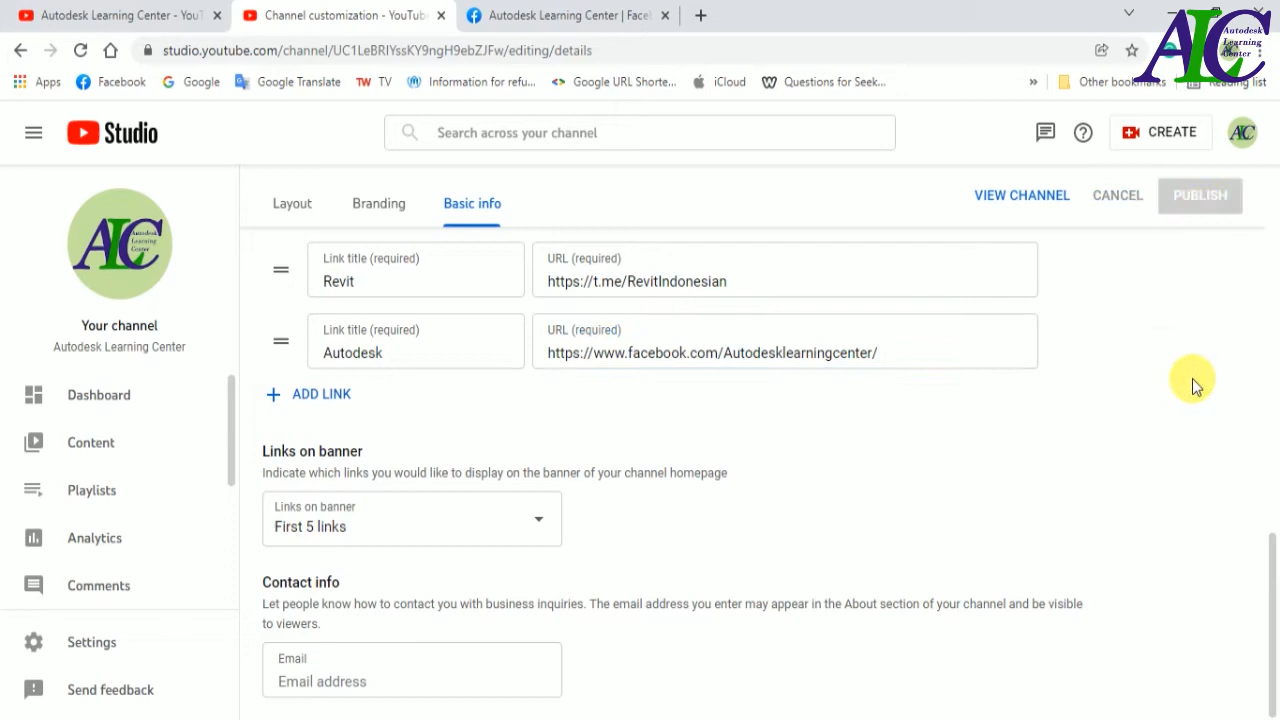 Autodesk Learning Center - YouT
Channel customization - YouTube
Autodesk Learning Center | Face
studio.youtube.com/channel/UC1LeBRIYssKY9ngH9ebZJFw/editing/details
Apps
Facebook
Google
Google Translate
TV
Information for refu...
Google URL Shorte...
iCloud
Questions for Seek...
»
Other bookmarks
Reading list
ALC
Autodesk
Learning
Center
Studio
Search across your channel
CREATE
ALC
Layout
Branding
Basic info
VIEW CHANNEL
CANCEL
PUBLISH
ALC
Autodesk
Learning
Center
Your channel
Autodesk Learning Center
Dashboard
Content
Playlists
Analytics
Comments
Settings
Send feedback
Link title (required)
Revit
URL (required)
https://t.me/RevitIndonesian
Link title (required)
Autodesk
URL (required)
https://www.facebook.com/Autodesklearningcenter/
ADD LINK
Links on banner
Indicate which links you would like to display on the banner of your channel homepage
Links on banner
First 5 links
Contact info
Let people know how to contact you with business inquiries. The email address you enter may appear in the About section of your channel and be visible
to viewers.
Email
Email address